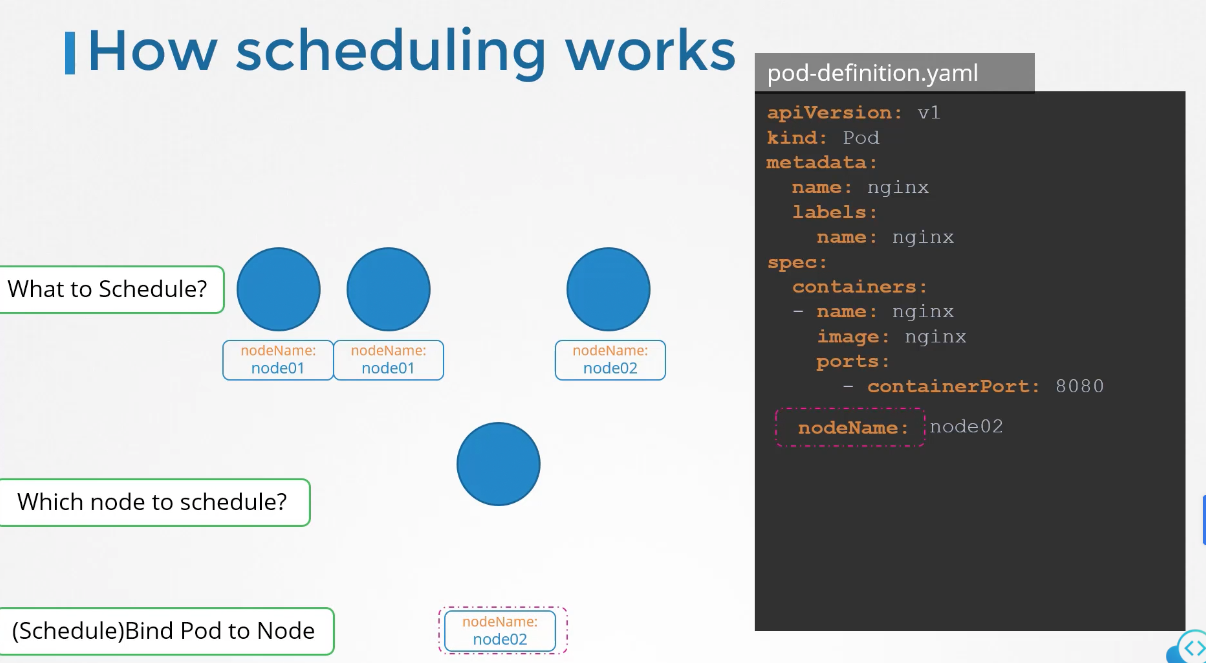 How scheduling works
pod-definition.yaml
apiVersion: v1
kind: Pod
metadata:
  name: nginx
  labels:
    name: nginx
spec:
  containers:
  - name: nginx
    image: nginx
    ports:
      - containerPort: 8080
  nodeName: node02
What to Schedule?
nodeName:
node01
nodeName:
node01
nodeName:
node02
Which node to schedule?
(Schedule)Bind Pod to Node
nodeName:
node02